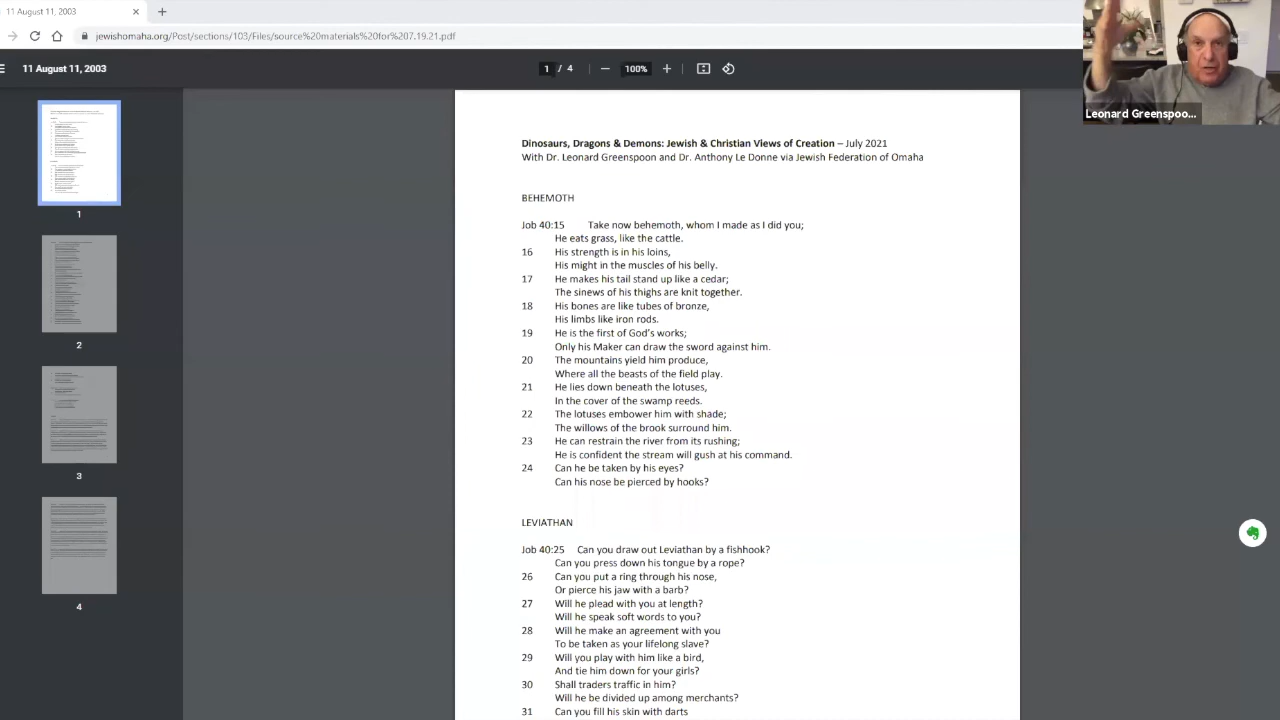 11 August 11, 2003
jewishomaha.org/Post/sections/103/Files/source%20materials%20for%207.19.21.pdf
11 August 11, 2003
1 / 4
100%
Leonard Greenspoo...
1
2
3
4
Dinosaurs, Dragons & Demons: Jewish & Christian Views of Creation – July 2021
With Dr. Leonard Greenspoon and Dr. Anthony Le Donne via Jewish Federation of Omaha
BEHEMOTH
Job 40:15 Take now behemoth, whom I made as I did you;
He eats grass, like the cattle.
16 His strength is in his loins,
His might in the muscles of his belly.
17 He makes his tail stand up like a cedar;
The sinews of his thighs are knit together.
18 His bones are like tubes of bronze,
His limbs like iron rods.
19 He is the first of God's works;
Only his Maker can draw the sword against him.
20 The mountains yield him produce,
Where all the beasts of the field play.
21 He lies down beneath the lotuses,
In the cover of the swamp reeds.
22 The lotuses embower him with shade;
The willows of the brook surround him.
23 He can restrain the river from its rushing;
He is confident the stream will gush at his command.
24 Can he be taken by his eyes?
Can his nose be pierced by hooks?
LEVIATHAN
Job 40:25 Can you draw out Leviathan by a fishhook?
Can you press down his tongue by a rope?
26 Can you put a ring through his nose,
Or pierce his jaw with a barb?
27 Will he plead with you at length?
Will he speak soft words to you?
28 Will he make an agreement with you
To be taken as your lifelong slave?
29 Will you play with him like a bird,
And tie him down for your girls?
30 Shall traders traffic in him?
Will he be divided up among merchants?
31 Can you fill his skin with darts